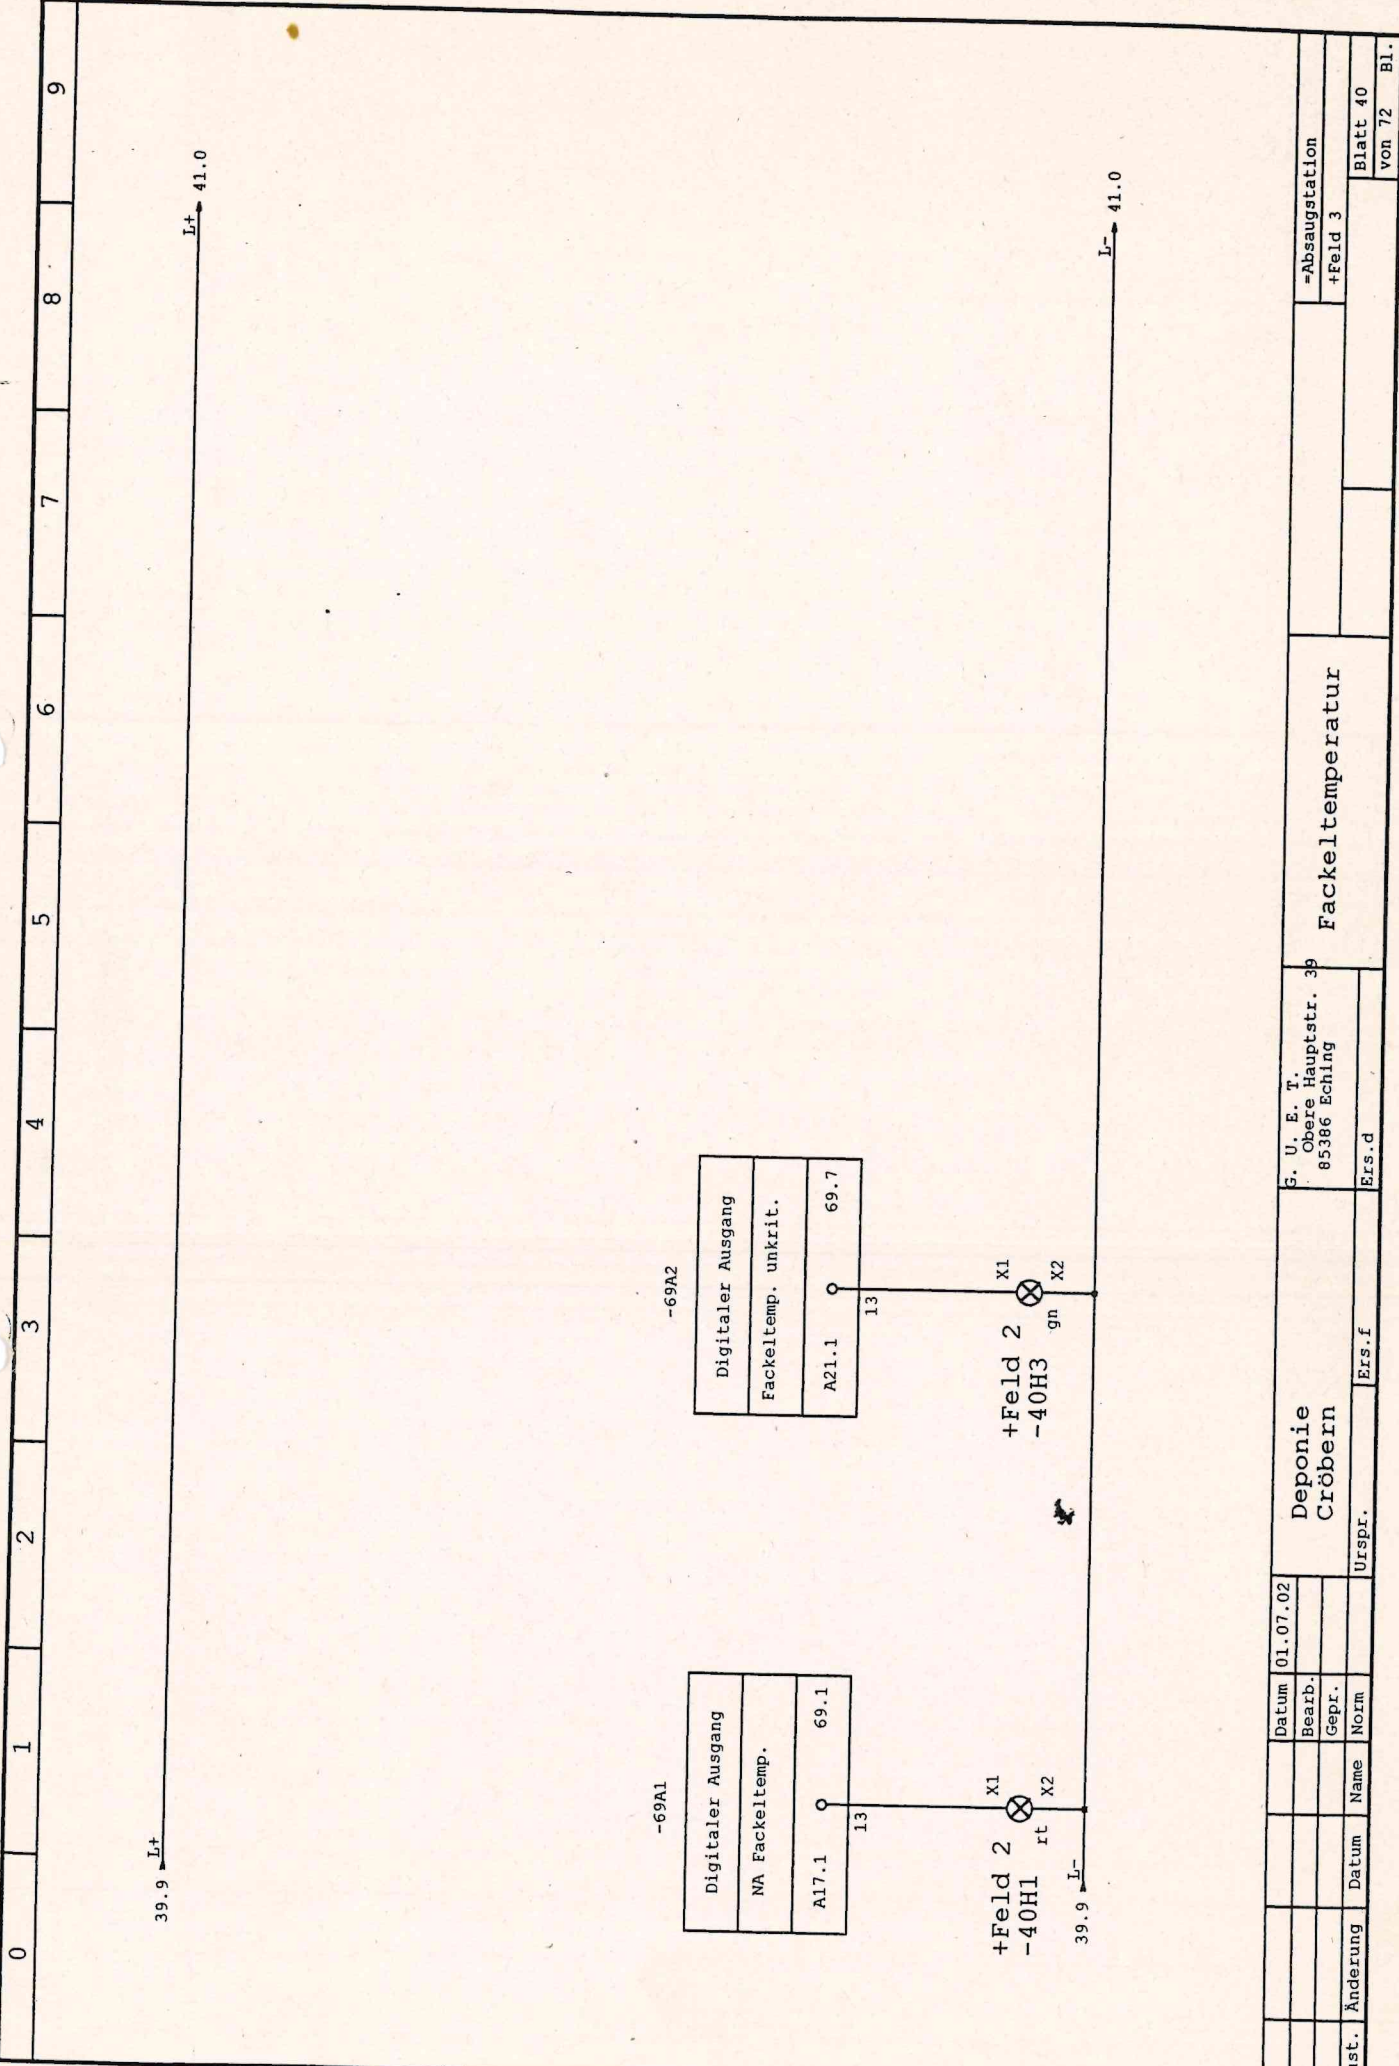 0 1 2 3 4 5 6 7 8 9
39.9 L+
L+ 41.0
-69A1
Digitaler Ausgang
NA Fackeltemp.
A17.1 69.1
13
+Feld 2
-40H1
X1
rt
X2
-69A2
Digitaler Ausgang
Fackeltemp. unkrit.
A21.1 69.7
13
+Feld 2
-40H3
X1
gn
X2
39.9 L-
L- 41.0
Änderung Datum Name
Datum 01.07.02
Bearb.
Gepr.
Norm
Deponie
Cröbern
Urspr. Ers.f Ers.d
G. U. E. T.
Obere Hauptstr. 39
85386 Eching
Fackeltemperatur
=Absaugstation
+Feld 3
Blatt 40
von 72 Bl.